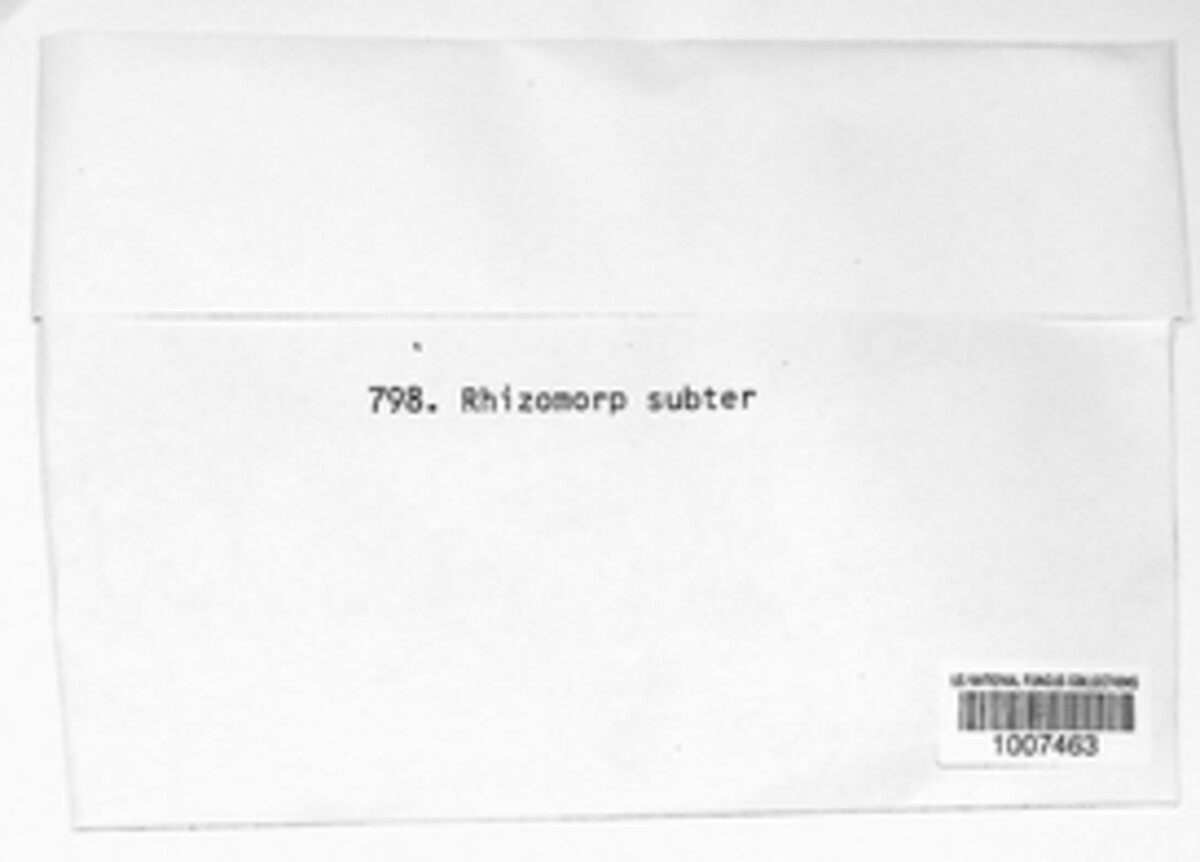 798. Rhizomorp subter
US NATIONAL FUNGUS COLLECTIONS
1007463